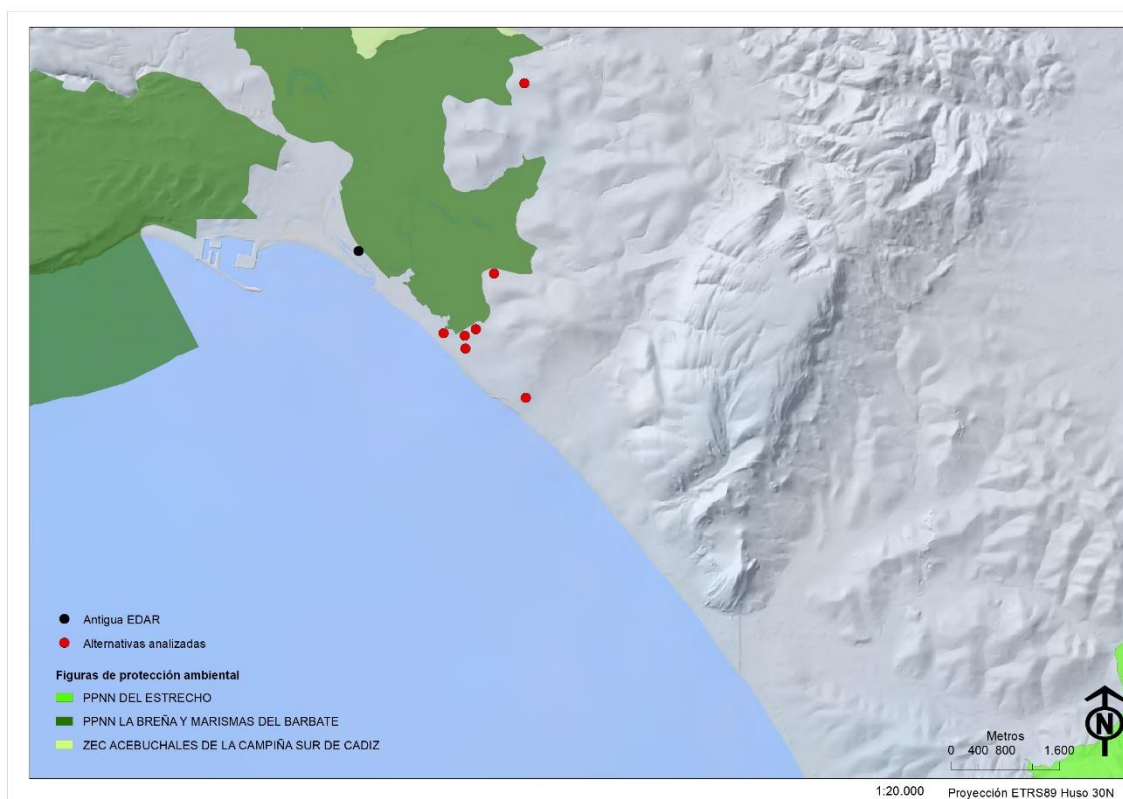 Antigua EDAR
Alternativas analizadas
Figuras de protección ambiental
PPNN DEL ESTRECHO
PPNN LA BREÑA Y MARISMAS DEL BARBATE
ZEC ACEBUCHALES DE LA CAMPIÑA SUR DE CADIZ
Metros
0 400 800 1.600
N
1:20.000 Proyección ETRS89 Huso 30N